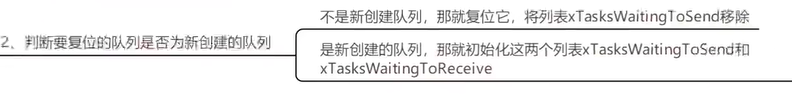 不是新创建队列，那就复位它，将列表xTasksWaitingToSend移除
2、判断要复位的队列是否为新创建的队列
是新创建的队列，那就初始化这两个列表xTasksWaitingToSend和
xTasksWaitingToReceive